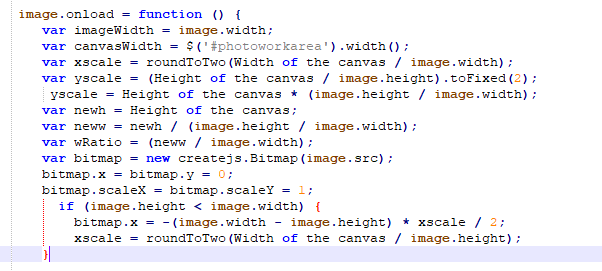 image.onload = function () {
var imageWidth = image.width;
var canvasWidth = $('#photoworkarea').width();
var xscale = roundToTwo(Width of the canvas / image.width);
var yscale = (Height of the canvas / image.height).toFixed(2);
yscale = Height of the canvas * (image.height / image.width);
var newh = Height of the canvas;
var neww = newh / (image.height / image.width);
var wRatio = (neww / image.width);
var bitmap = new createjs.Bitmap(image.src);
bitmap.x = bitmap.y = 0;
bitmap.scaleX = bitmap.scaleY = 1;
if (image.height < image.width) {
bitmap.x = -(image.width - image.height) * xscale / 2;
xscale = roundToTwo(Width of the canvas / image.height);
}